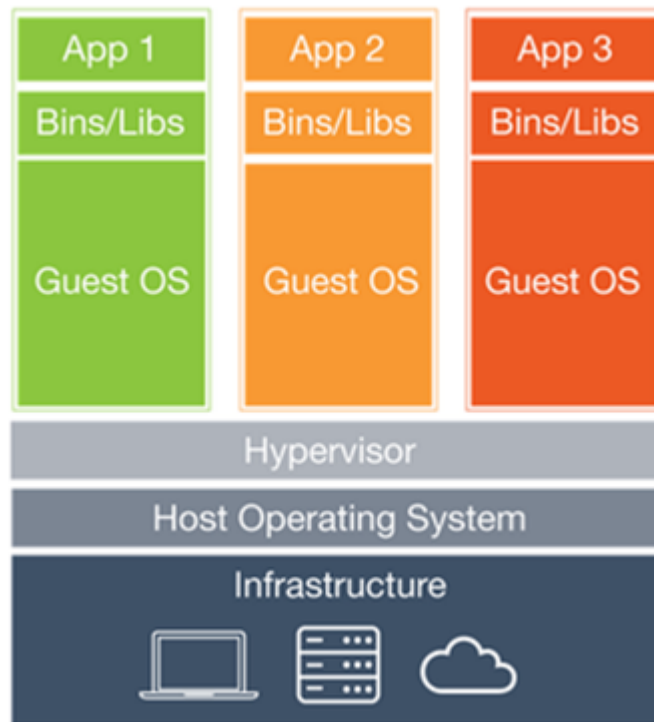 App 1
App 2
App 3
Bins/Libs
Bins/Libs
Bins/Libs
Guest OS
Guest OS
Guest OS
Hypervisor
Host Operating System
Infrastructure